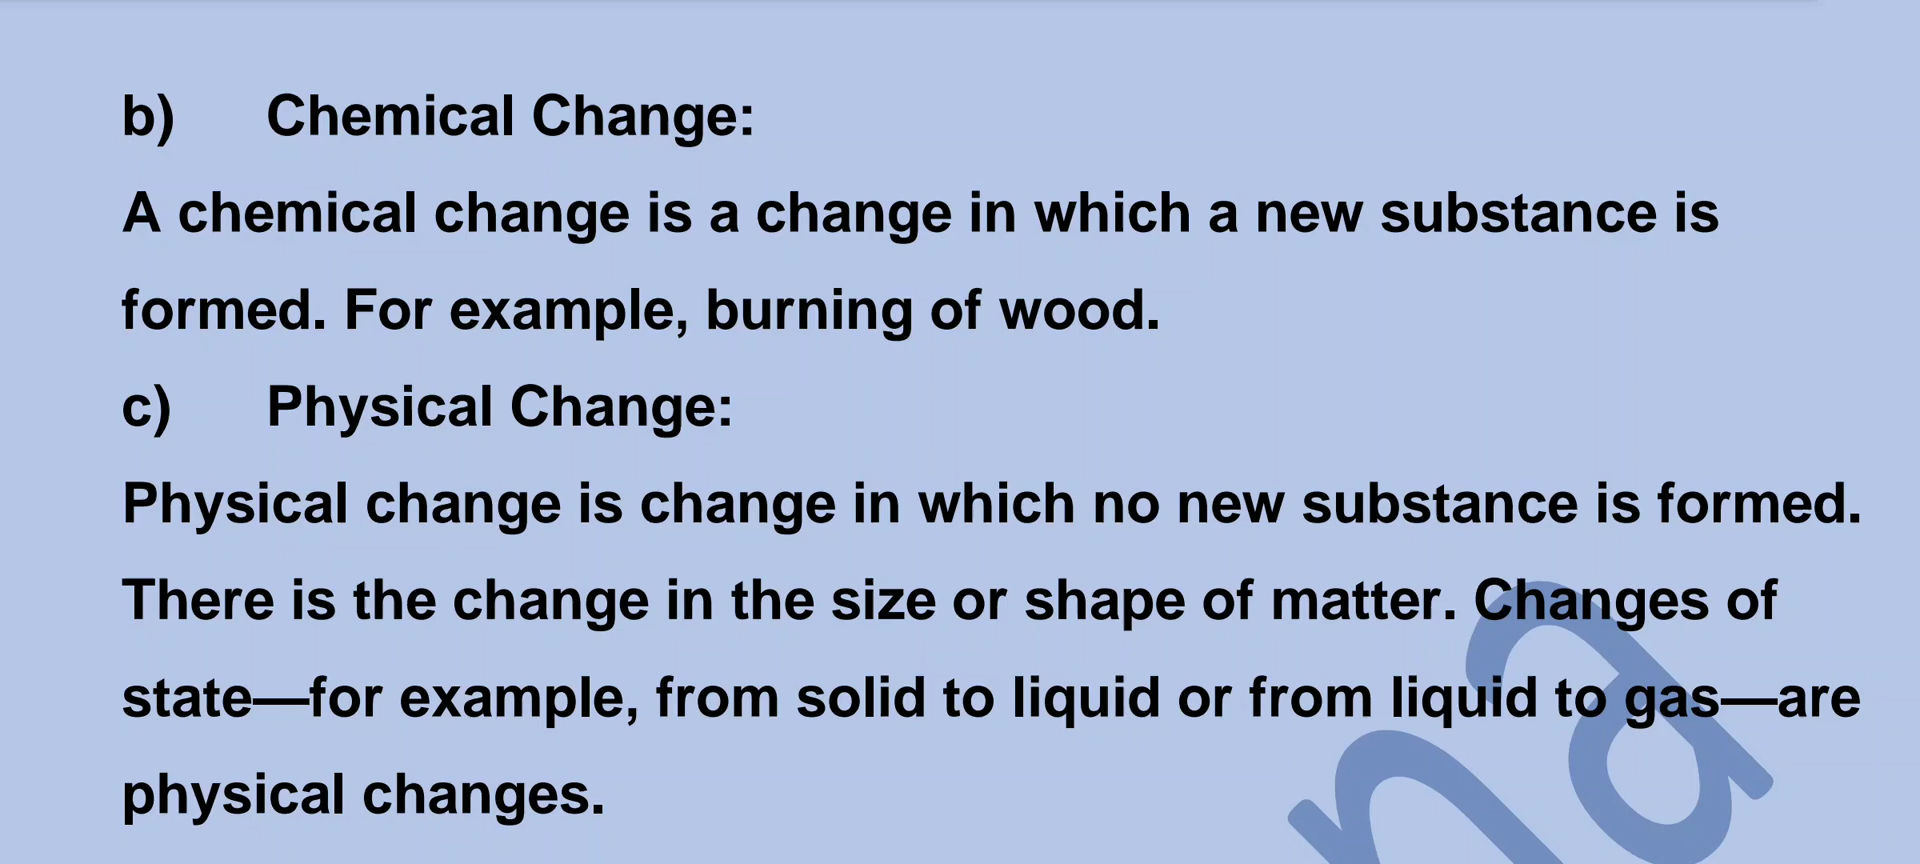 b) Chemical Change:
A chemical change is a change in which a new substance is
formed. For example, burning of wood.
c) Physical Change:
Physical change is change in which no new substance is formed.
There is the change in the size or shape of matter. Changes of
state—for example, from solid to liquid or from liquid to gas—are
physical changes.
na